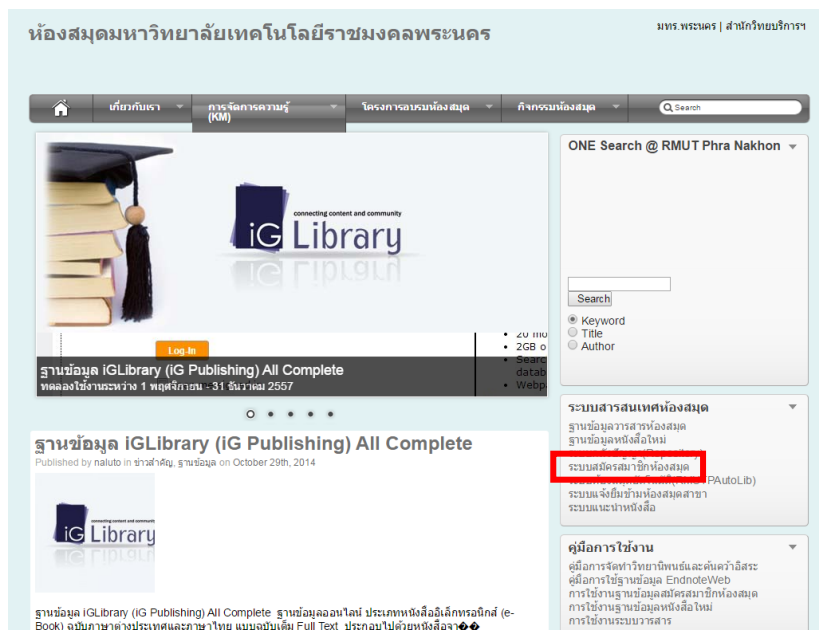 ห้องสมุดมหาวิทยาลัยเทคโนโลยีราชมงคลพระนคร
มทร.พระนคร | สำนักวิทยบริการฯ
เกี่ยวกับเรา
การจัดการความรู้
(KM)
โครงการอบรมห้องสมุด
กิจกรรมห้องสมุด
Search
connecting content and community
iG Library
Log-In
20 mo
2GB o
Searc
datab
Webp
ฐานข้อมูล iGLibrary (iG Publishing) All Complete
ทดลองใช้งานระหว่าง 1 พฤศจิกายน - 31 ธันวาคม 2557
ฐานข้อมูล iGLibrary (iG Publishing) All Complete
Published by naluto in ข่าวสำคัญ, ฐานข้อมูล on October 29th, 2014
connecting content and community
iG Library
ฐานข้อมูล iGLibrary (iG Publishing) All Complete ฐานข้อมูลออนไลน์ ประเภทหนังสืออิเล็กทรอนิกส์ (e-
Book) ฉบับภาษาต่างประเทศและภาษาไทย แบบฉบับเต็ม Full Text ประกอบไปด้วยหนังสือจา��
ONE Search @ RMUT Phra Nakhon
Search
Keyword
Title
Author
ระบบสารสนเทศห้องสมุด
ฐานข้อมูลวารสารห้องสมุด
ฐานข้อมูลหนังสือใหม่
ระบบสมัครสมาชิกห้องสมุด
PAutoLib)
ระบบแจ้งยืมข้ามห้องสมุดสาขา
ระบบแนะนำหนังสือ
คู่มือการใช้งาน
คู่มือการจัดทำวิทยานิพนธ์และค้นคว้าอิสระ
คู่มือการใช้ฐานข้อมูล EndnoteWeb
การใช้งานฐานข้อมูลสมัครสมาชิกห้องสมุด
การใช้งานฐานข้อมูลหนังสือใหม่
การใช้งานระบบวารสาร